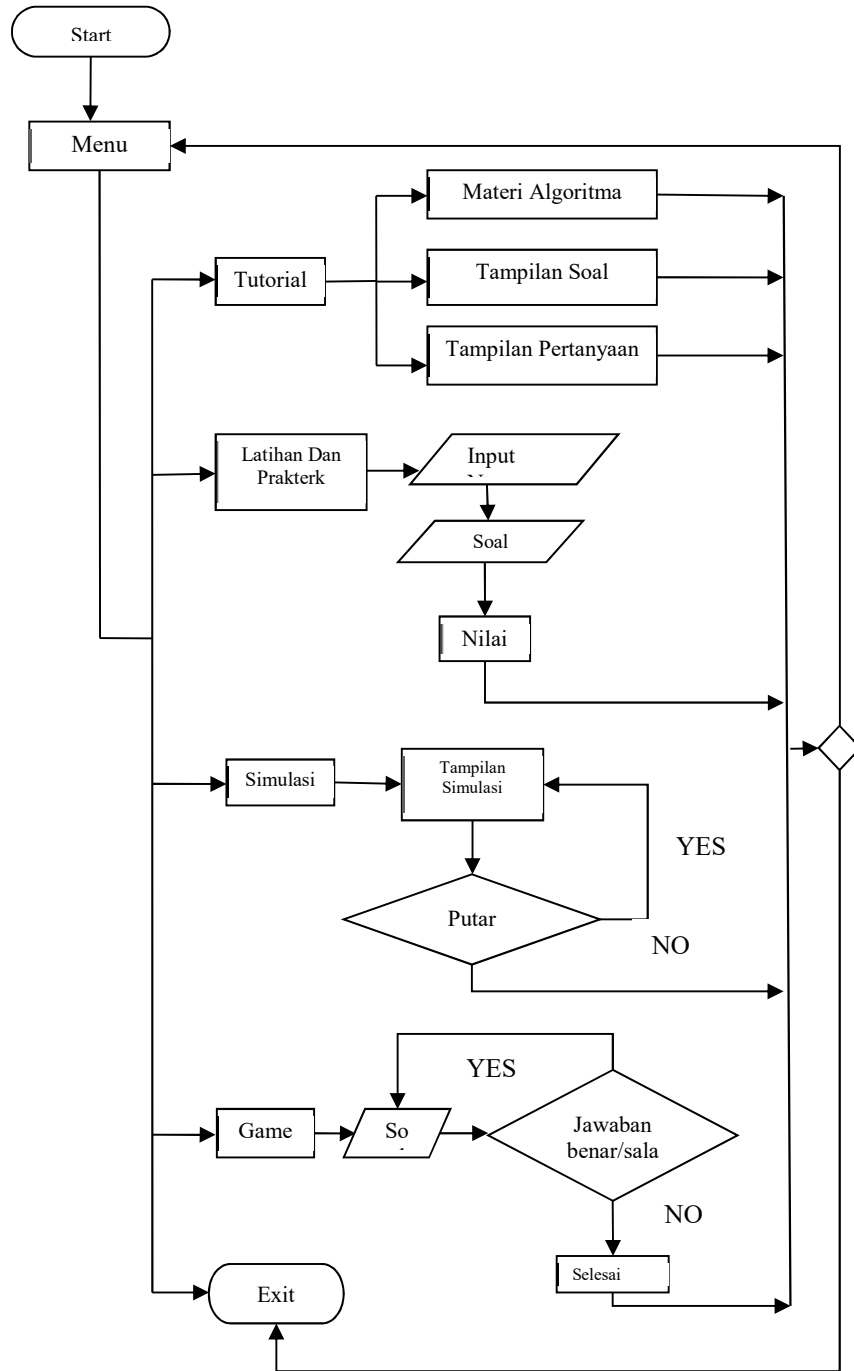 Start
Menu
Materi Algoritma
Tutorial
Tampilan Soal
Tampilan Pertanyaan
Latihan Dan
Prakterk
Input
Soal
Nilai
Simulasi
Tampilan
Simulasi
YES
Putar
NO
YES
Game
So
Jawaban
benar/sala
NO
Selesai
Exit